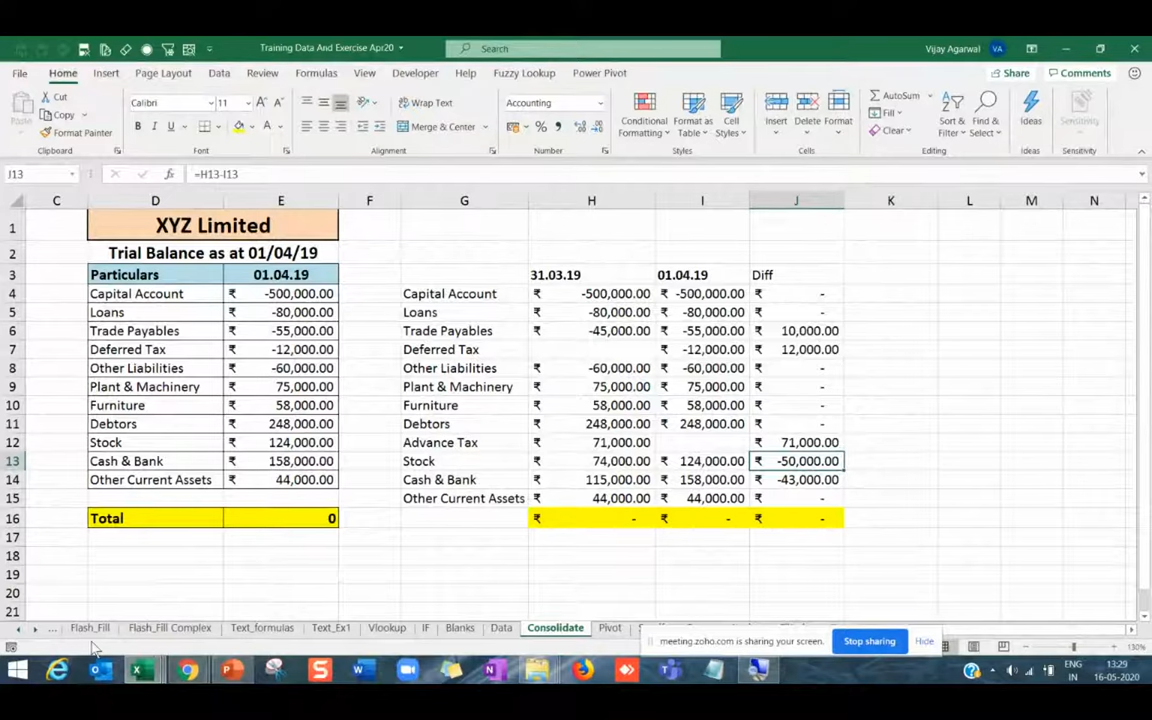 Training Data And Exercise Apr20
Search
Vijay Agarwal VA
File Home Insert Page Layout Data Review Formulas View Developer Help Fuzzy Lookup Power Pivot Share Comments
Paste
Cut
Copy
Format Painter
Clipboard
Calibri 11 A A
B I U A
Font
Wrap Text
Merge & Center
Alignment
Accounting
% ,
Number
Conditional Formatting
Format as Table
Cell Styles
Styles
Insert Delete Format
Cells
AutoSum
Fill
Clear
Sort & Filter
Find & Select
Editing
Ideas
Ideas
Sensitivity
Sensitivity
J13 fx =H13-I13
C D E F G H I J K L M N
1 XYZ Limited
2 Trial Balance as at 01/04/19
3 Particulars 01.04.19 31.03.19 01.04.19 Diff
4 Capital Account ₹ -500,000.00 Capital Account ₹ -500,000.00 ₹ -500,000.00 ₹ -
5 Loans ₹ -80,000.00 Loans ₹ -80,000.00 ₹ -80,000.00 ₹ -
6 Trade Payables ₹ -55,000.00 Trade Payables ₹ -45,000.00 ₹ -55,000.00 ₹ 10,000.00
7 Deferred Tax ₹ -12,000.00 Deferred Tax ₹ -12,000.00 ₹ 12,000.00
8 Other Liabilities ₹ -60,000.00 Other Liabilities ₹ -60,000.00 ₹ -60,000.00 ₹ -
9 Plant & Machinery ₹ 75,000.00 Plant & Machinery ₹ 75,000.00 ₹ 75,000.00 ₹ -
10 Furniture ₹ 58,000.00 Furniture ₹ 58,000.00 ₹ 58,000.00 ₹ -
11 Debtors ₹ 248,000.00 Debtors ₹ 248,000.00 ₹ 248,000.00 ₹ -
12 Stock ₹ 124,000.00 Advance Tax ₹ 71,000.00 ₹ 71,000.00
13 Cash & Bank ₹ 158,000.00 Stock ₹ 74,000.00 ₹ 124,000.00 ₹ -50,000.00
14 Other Current Assets ₹ 44,000.00 Cash & Bank ₹ 115,000.00 ₹ 158,000.00 ₹ -43,000.00
15 Other Current Assets ₹ 44,000.00 ₹ 44,000.00 ₹ -
16 Total 0 ₹ - ₹ - ₹ -
17
18
19
20
21
... Flash_Fill Flash_Fill Complex Text_formulas Text_Ex1 Vlookup IF Blanks Data Consolidate Pivot
meeting.zoho.com is sharing your screen. Stop sharing Hide
130%
ENG
IN
13:29
16-05-2020